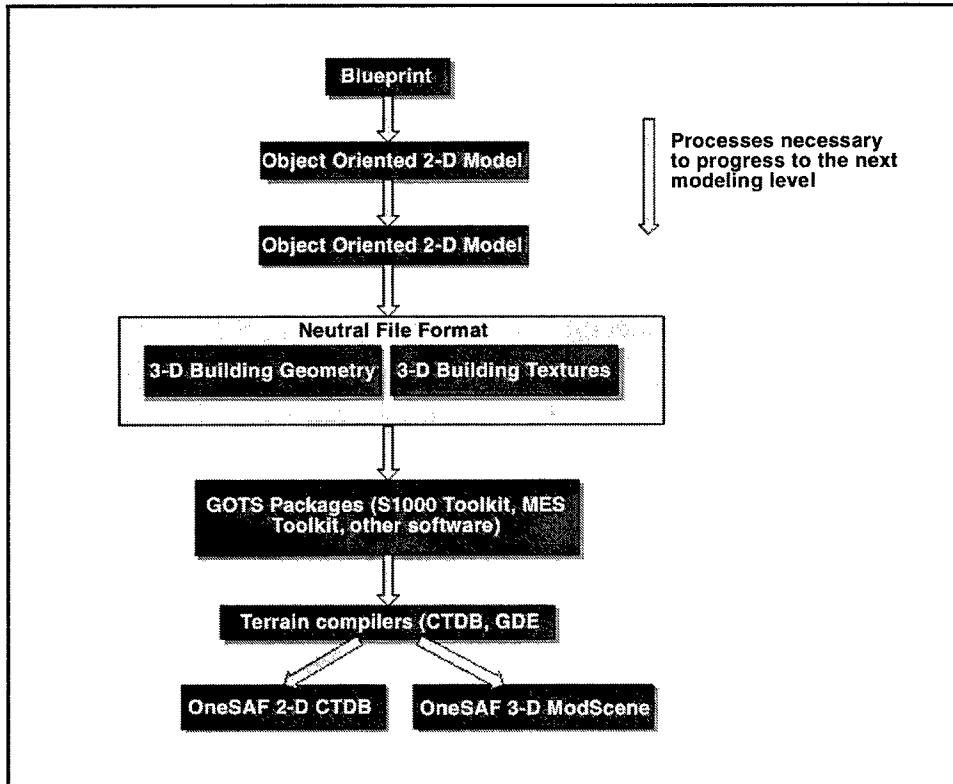 Blueprint
Processes necessary
to progress to the next
modeling level
Object Oriented 2-D Model
Object Oriented 2-D Model
Neutral File Format
3-D Building Geometry
3-D Building Textures
GOTS Packages (S1000 Toolkit, MES
Toolkit, other software)
Terrain compilers (CTDB, GDE
OneSAF 2-D CTDB
OneSAF 3-D ModScene